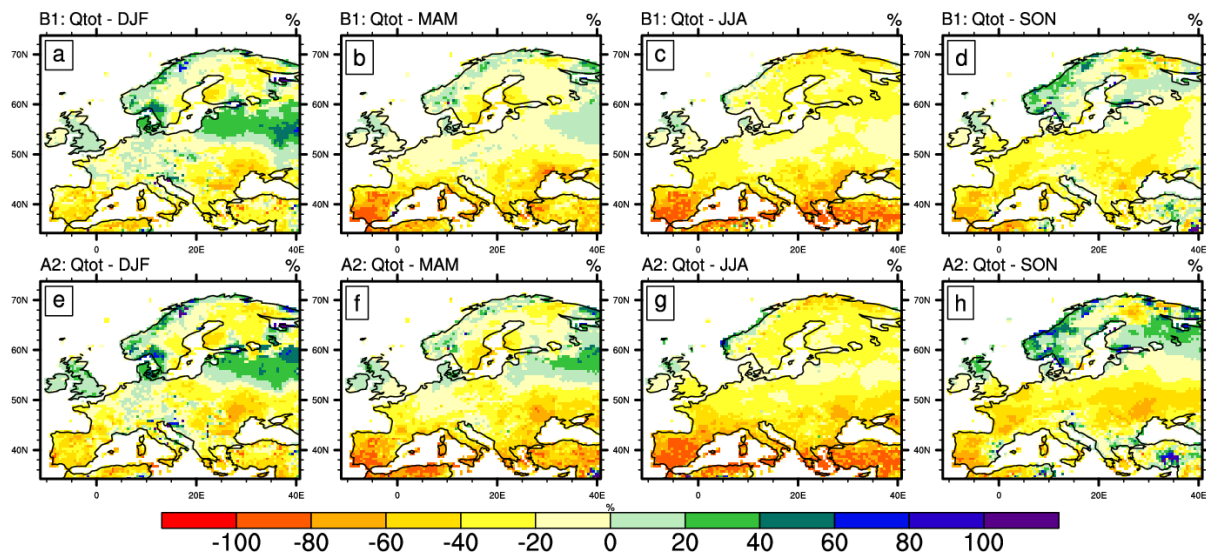 B1: Qtot - DJF % B1: Qtot - MAM % B1: Qtot - JJA % B1: Qtot - SON %
a b c d
70N 70N 70N 70N
60N 60N 60N 60N
50N 50N 50N 50N
40N 40N 40N 40N
0 20E 40E 0 20E 40E 0 20E 40E 0 20E 40E
A2: Qtot - DJF % A2: Qtot - MAM % A2: Qtot - JJA % A2: Qtot - SON %
e f g h
70N 70N 70N 70N
60N 60N 60N 60N
50N 50N 50N 50N
40N 40N 40N 40N
0 20E 40E 0 20E 40E 0 20E 40E 0 20E 40E
%
-100 -80 -60 -40 -20 0 20 40 60 80 100